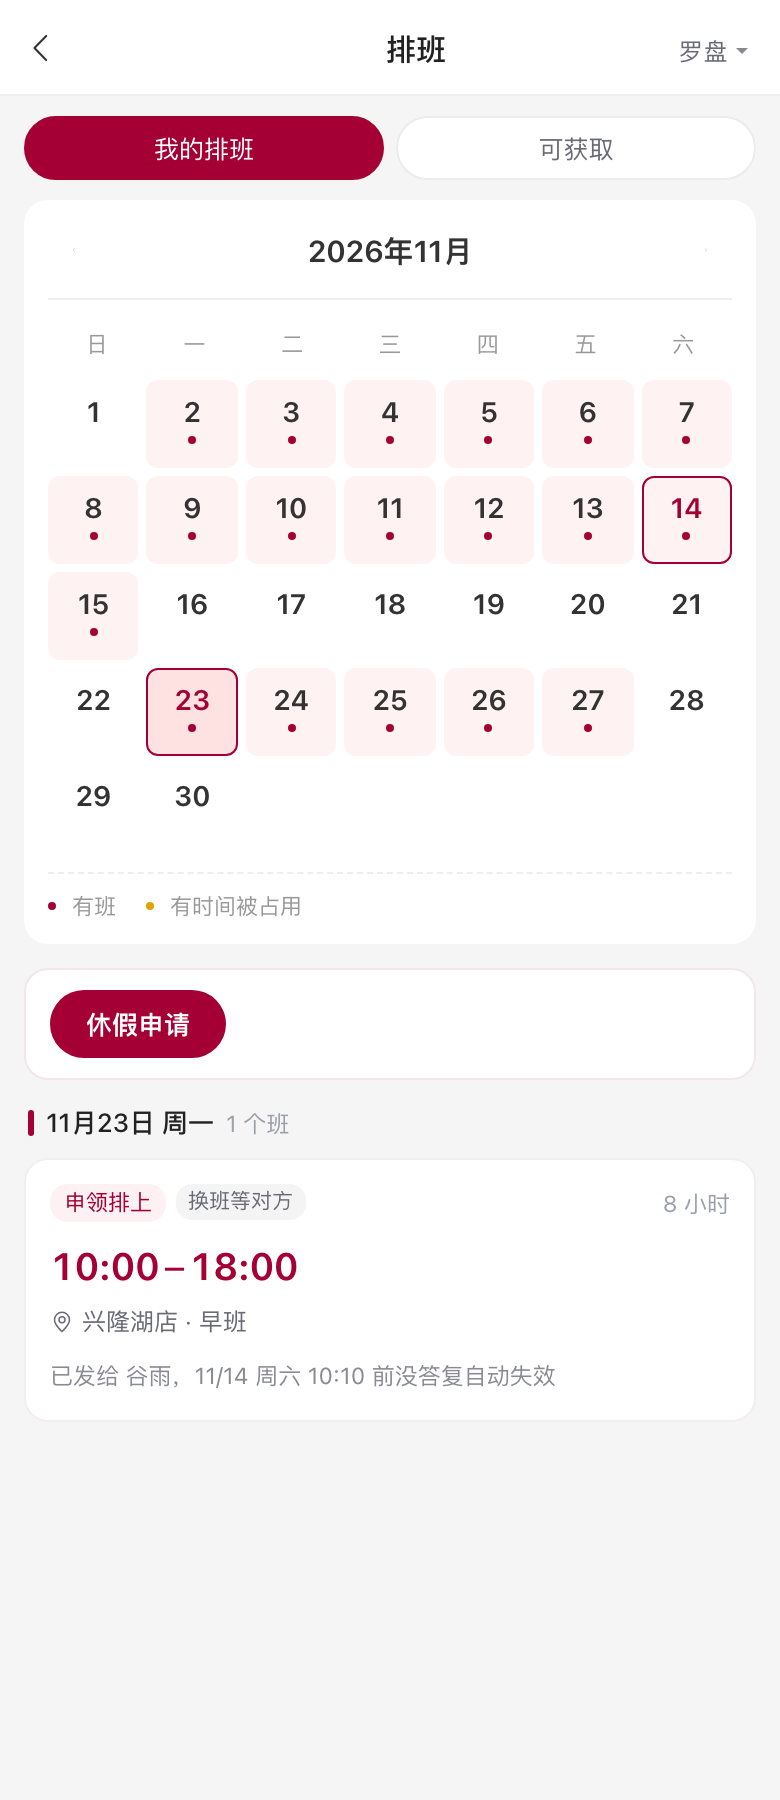 排班
罗盘
我的排班
可获取
2026年11月
日 一 二 三 四 五 六
1 2 3 4 5 6 7
8 9 10 11 12 13 14
15 16 17 18 19 20 21
22 23 24 25 26 27 28
29 30
有班 有时间被占用
休假申请
11月23日 周一 1 个班
申领排上 换班等对方 8 小时
10:00 – 18:00
兴隆湖店 · 早班
已发给 谷雨，11/14 周六 10:10 前没答复自动失效